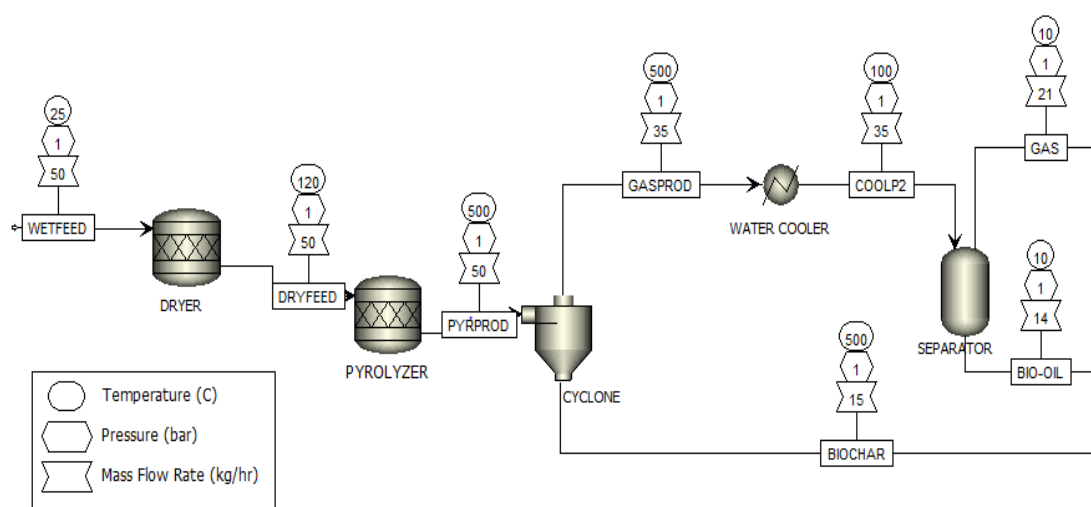 25
1
50
WETFEED
DRYER
120
1
50
DRYFEED
PYROLYZER
500
1
50
PYRPROD
CYCLONE
500
1
35
GASPROD
WATER COOLER
100
1
35
COOLP2
SEPARATOR
10
1
21
GAS
10
1
14
BIO-OIL
500
1
15
BIOCHAR
Temperature (C)
Pressure (bar)
Mass Flow Rate (kg/hr)